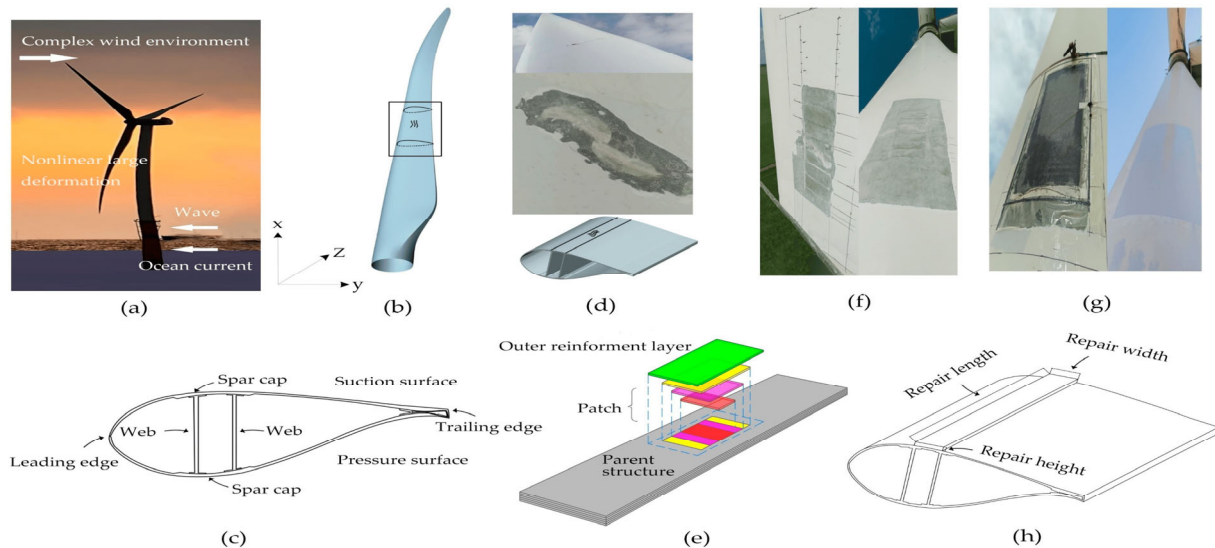 Complex wind environment
Nonlinear large
deformation
Wave
Ocean current
(a)
x
Z
y
(b)
(d)
(f)
(g)
Spar cap
Suction surface
Web
Web
Trailing edge
Leading edge
Pressure surface
Spar cap
(c)
Outer reinforment layer
Patch
Parent
structure
(e)
Repair width
Repair length
Repair height
(h)